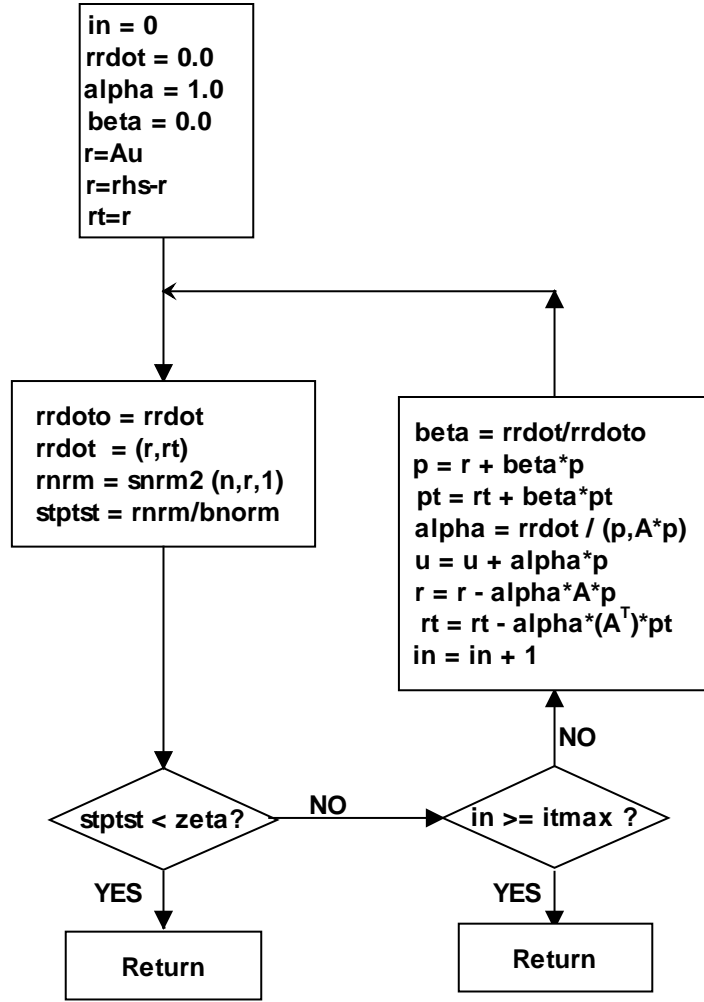 in = 0
rrdot = 0.0
alpha = 1.0
beta = 0.0
r=Au
r=rhs-r
rt=r
rrdoto = rrdot
rrdot = (r,rt)
rnrm = snrm2 (n,r,1)
stptst = rnrm/bnorm
beta = rrdot/rrdoto
p = r + beta*p
pt = rt + beta*pt
alpha = rrdot / (p,A*p)
u = u + alpha*p
r = r - alpha*A*p
rt = rt - alpha*(Aᵀ)*pt
in = in + 1
NO
stptst < zeta?
NO
in >= itmax ?
YES
YES
Return
Return